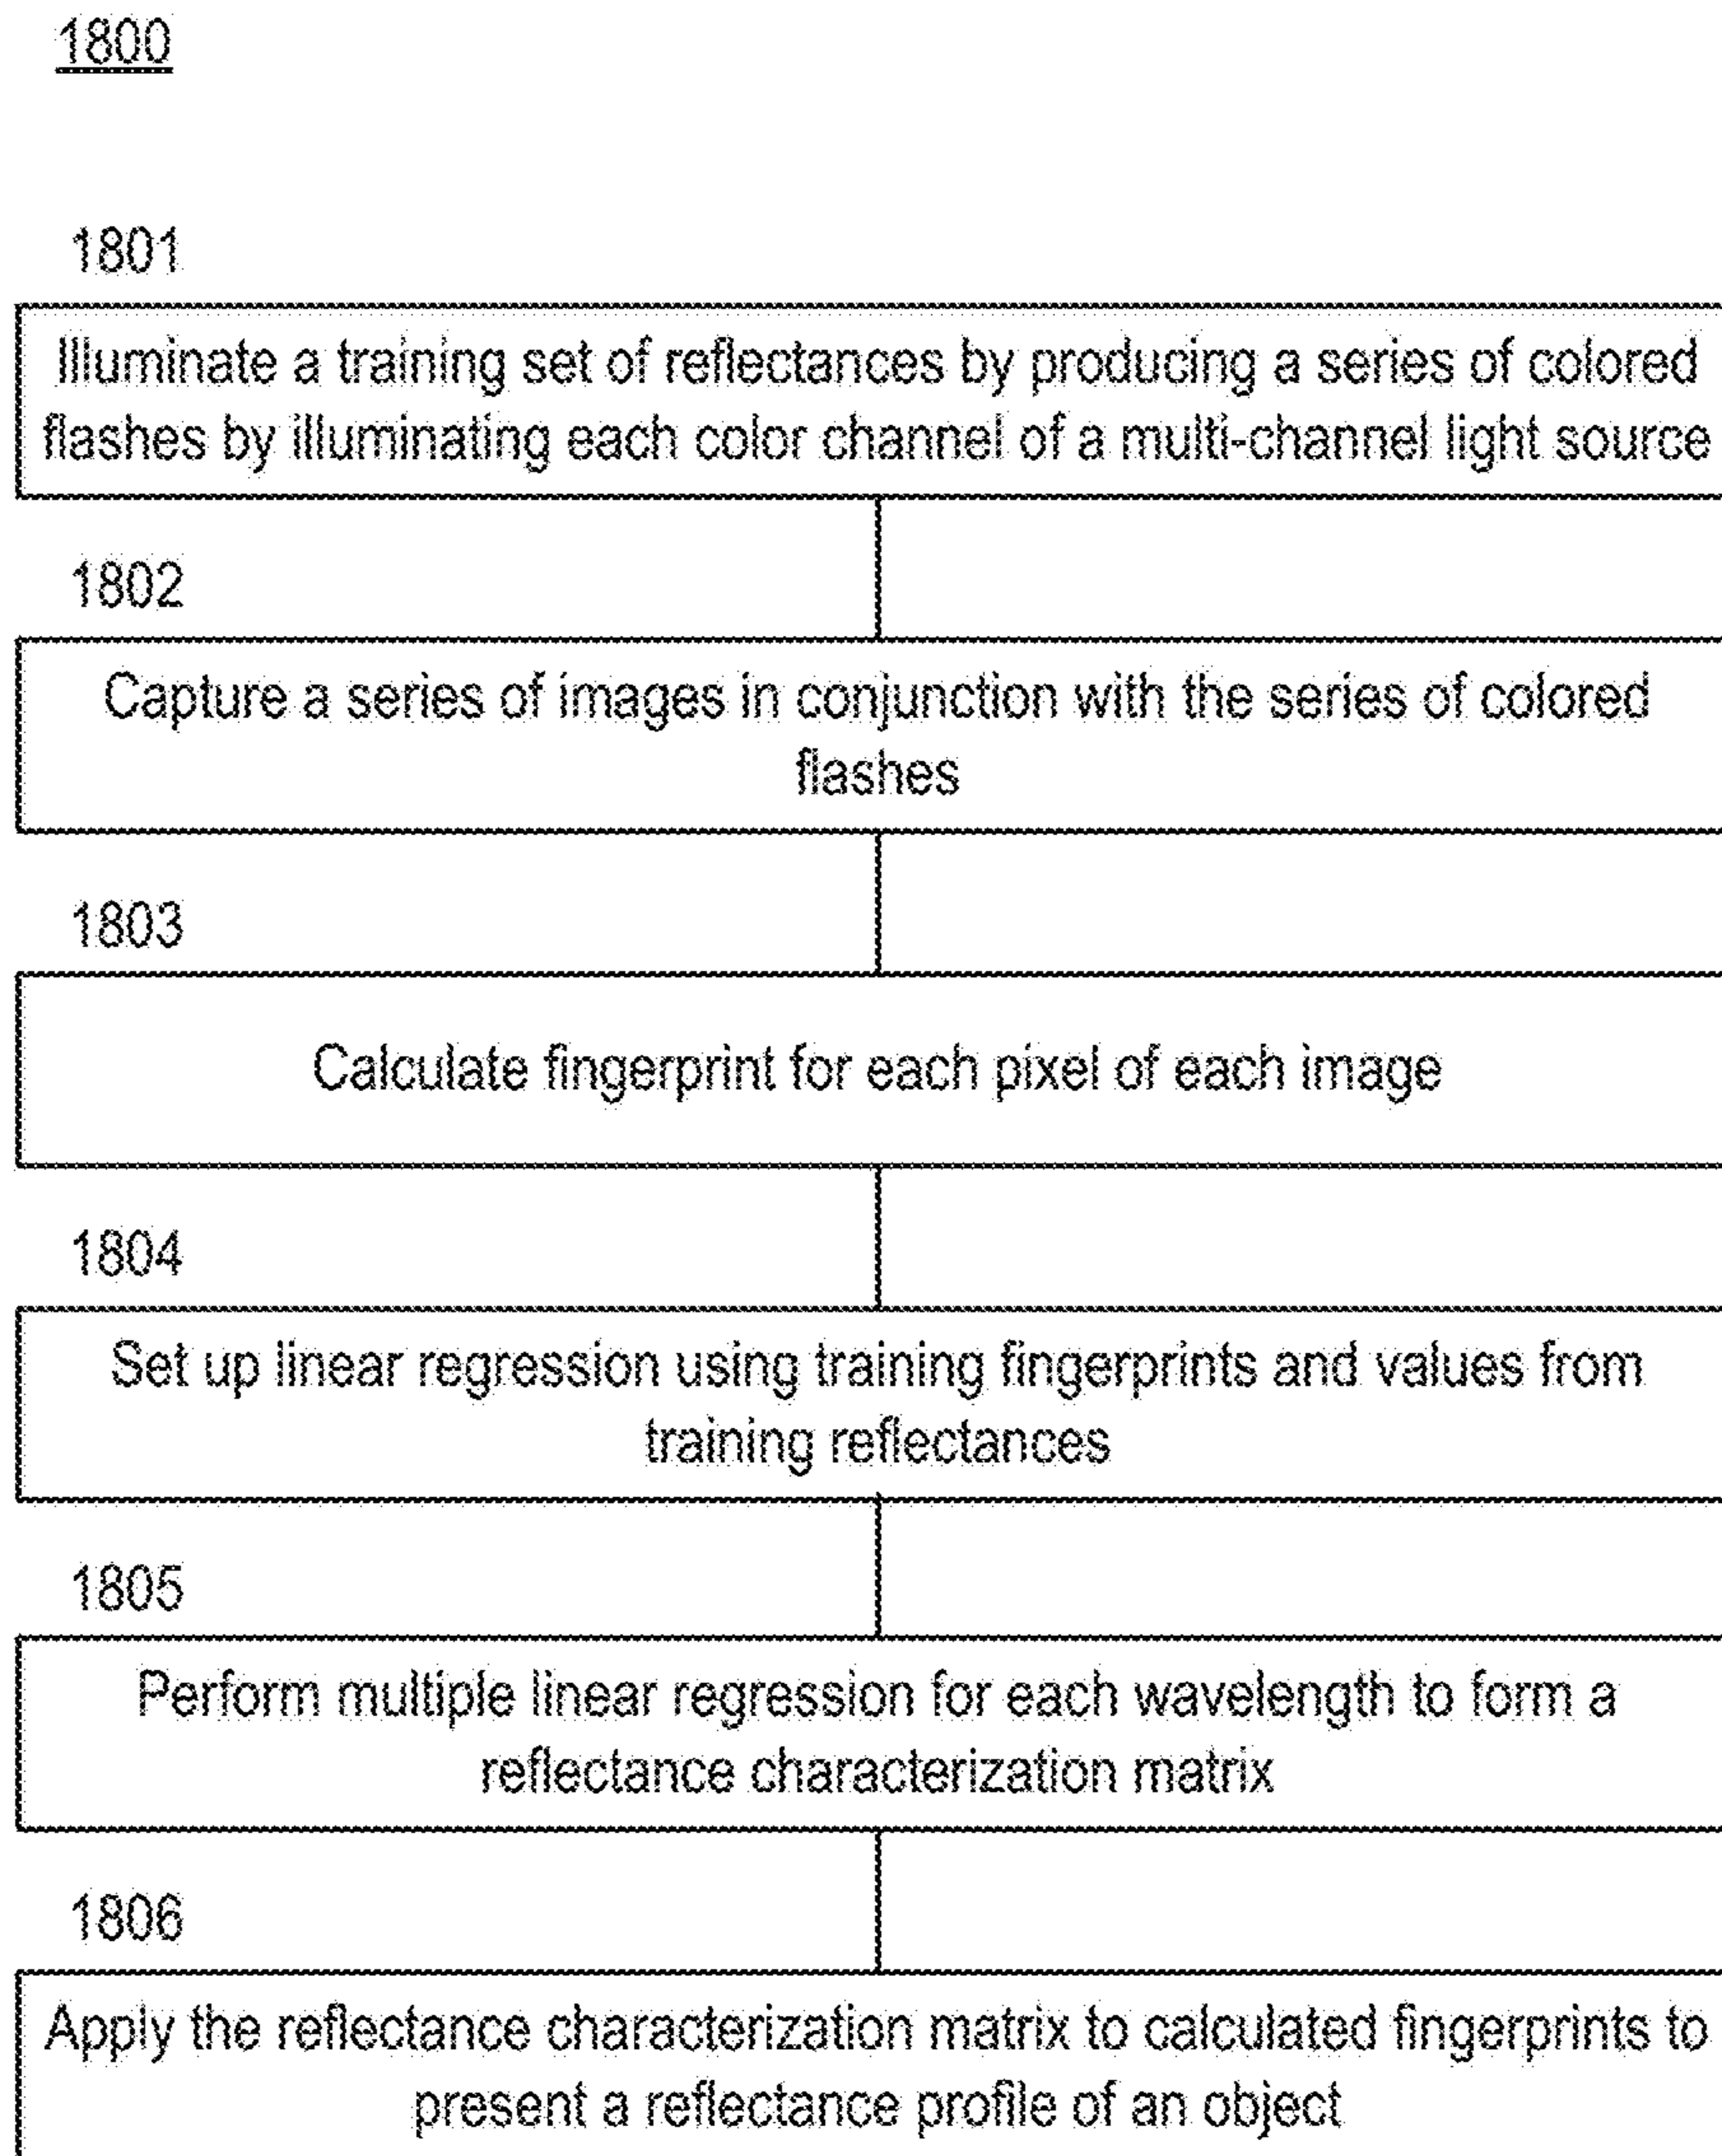 1800
1801
Illuminate a training set of reflectances by producing a series of colored
flashes by illuminating each color channel of a multi-channel light source
1802
Capture a series of images in conjunction with the series of colored
flashes
1803
Calculate fingerprint for each pixel of each image
1804
Set up linear regression using training fingerprints and values from
training reflectances
1805
Perform multiple linear regression for each wavelength to form a
reflectance characterization matrix
1806
Apply the reflectance characterization matrix to calculated fingerprints to
present a reflectance profile of an object